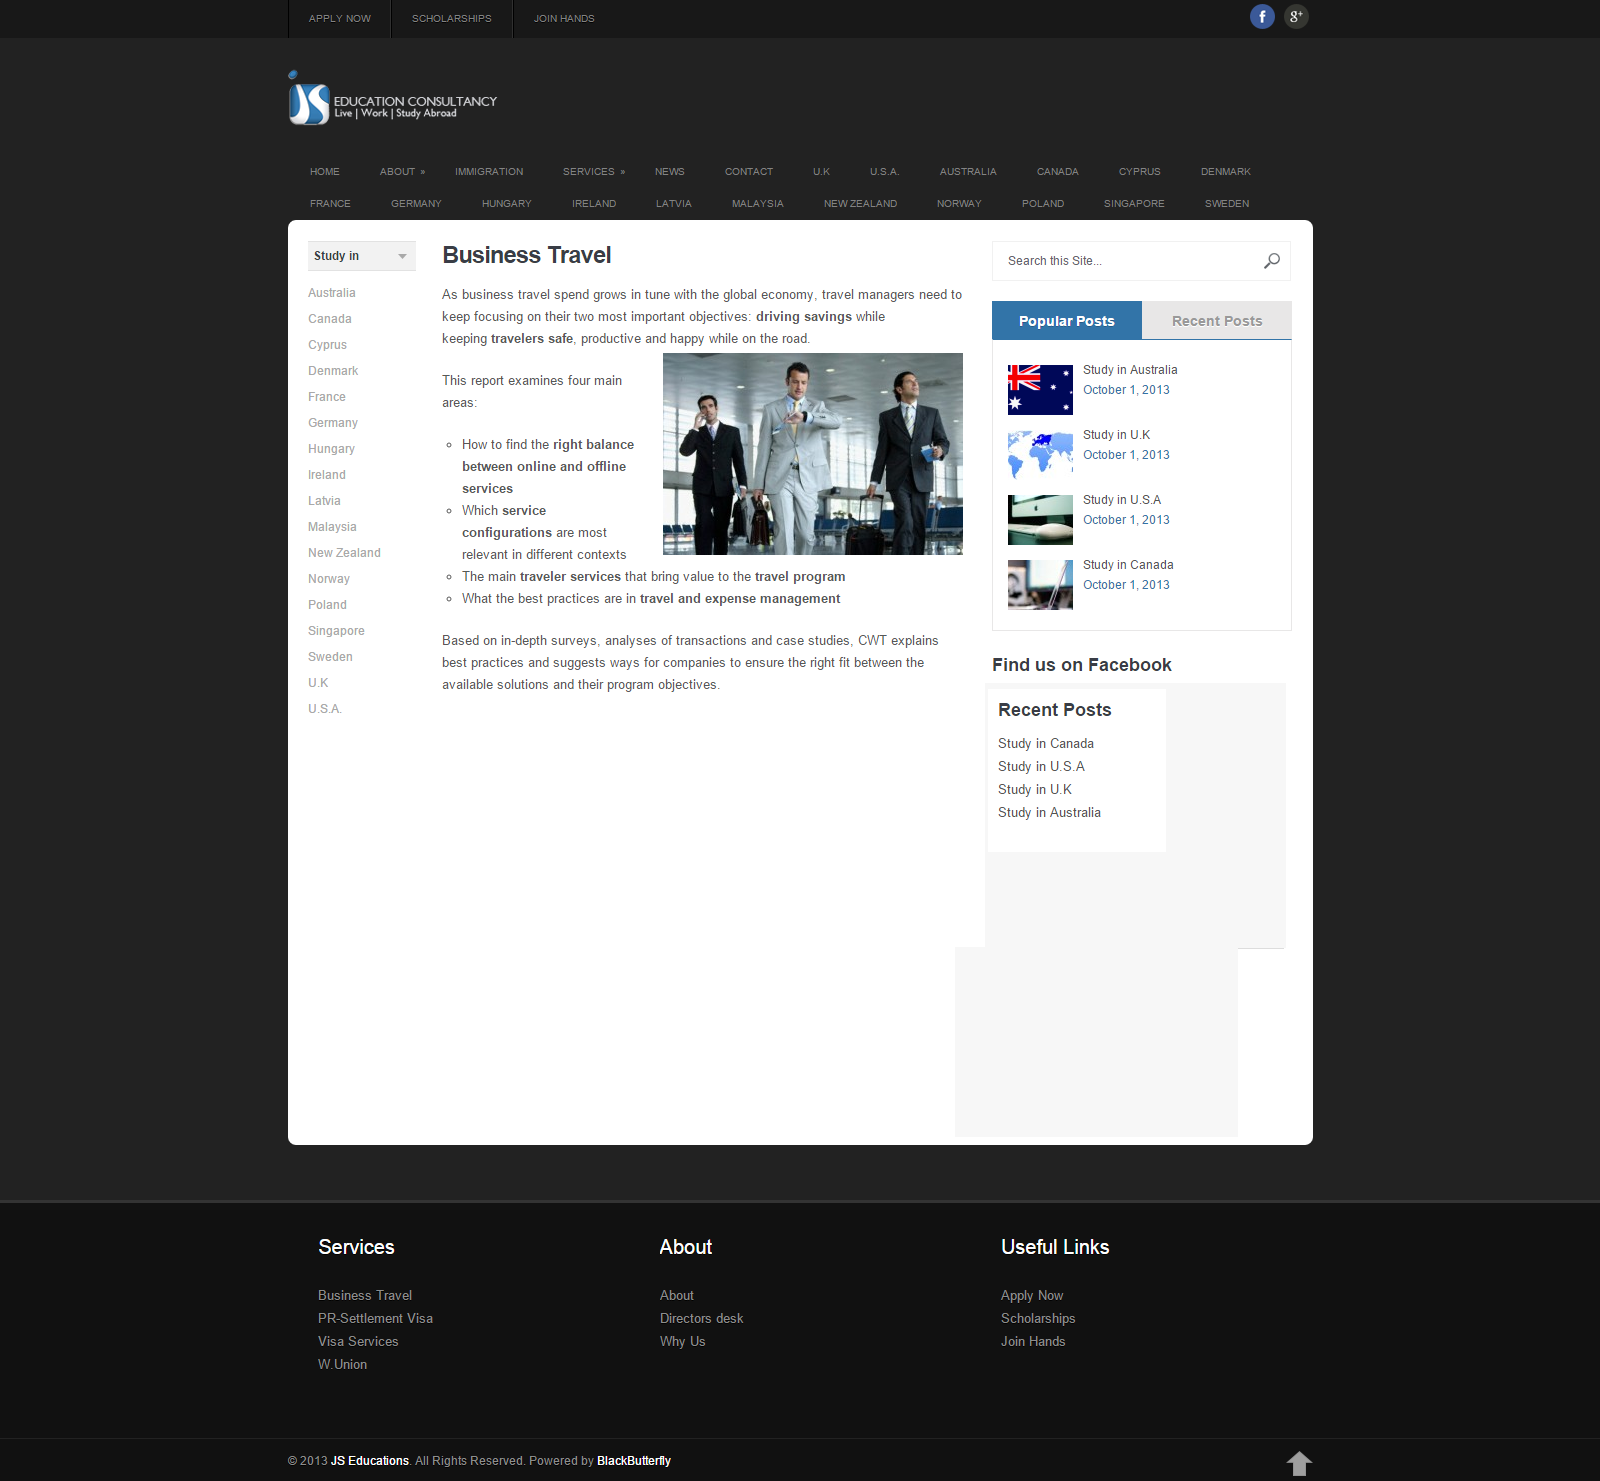 APPLY NOW
SCHOLARSHIPS
JOIN HANDS
f
g+
JS
EDUCATION CONSULTANCY
Live | Work | Study Abroad
HOME
ABOUT »
IMMIGRATION
SERVICES »
NEWS
CONTACT
U.K
U.S.A.
AUSTRALIA
CANADA
CYPRUS
DENMARK
FRANCE
GERMANY
HUNGARY
IRELAND
LATVIA
MALAYSIA
NEW ZEALAND
NORWAY
POLAND
SINGAPORE
SWEDEN
Study in
Australia
Canada
Cyprus
Denmark
France
Germany
Hungary
Ireland
Latvia
Malaysia
New Zealand
Norway
Poland
Singapore
Sweden
U.K
U.S.A.
Business Travel
As business travel spend grows in tune with the global economy, travel managers need to
keep focusing on their two most important objectives: driving savings while
keeping travelers safe, productive and happy while on the road.
This report examines four main
areas:
How to find the right balance
between online and offline
services
Which service
configurations are most
relevant in different contexts
The main traveler services that bring value to the travel program
What the best practices are in travel and expense management
Based on in-depth surveys, analyses of transactions and case studies, CWT explains
best practices and suggests ways for companies to ensure the right fit between the
available solutions and their program objectives.
Search this Site...
Popular Posts
Recent Posts
Study in Australia
October 1, 2013
Study in U.K
October 1, 2013
Study in U.S.A
October 1, 2013
Study in Canada
October 1, 2013
Find us on Facebook
Recent Posts
Study in Canada
Study in U.S.A
Study in U.K
Study in Australia
Services
Business Travel
PR-Settlement Visa
Visa Services
W.Union
About
About
Directors desk
Why Us
Useful Links
Apply Now
Scholarships
Join Hands
© 2013 JS Educations. All Rights Reserved. Powered by BlackButterfly